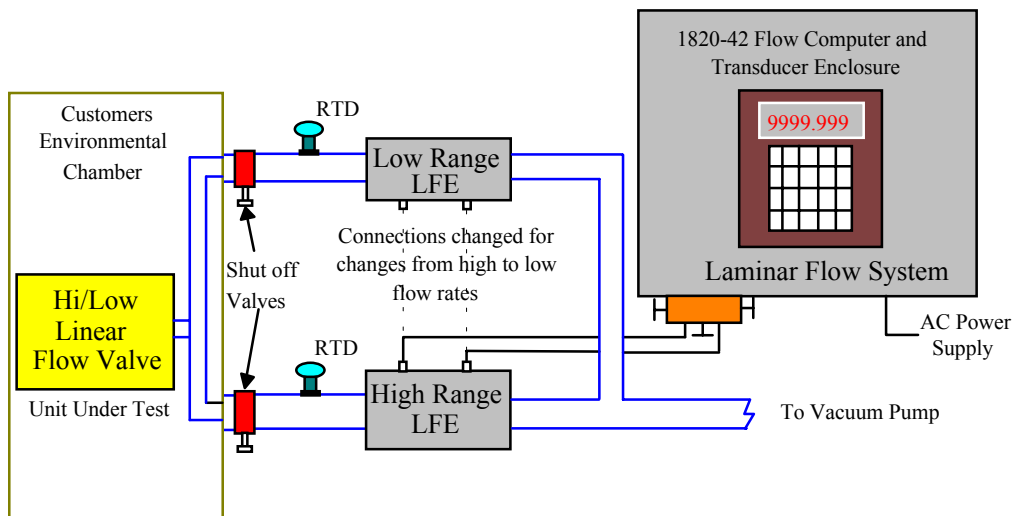 1820-42 Flow Computer and
Transducer Enclosure
9999.999
Laminar Flow System
AC Power
Supply
Customers
Environmental
Chamber
RTD
Low Range
LFE
Connections changed for
changes from high to low
flow rates
Shut off
Valves
Hi/Low
Linear
Flow Valve
Unit Under Test
RTD
High Range
LFE
To Vacuum Pump